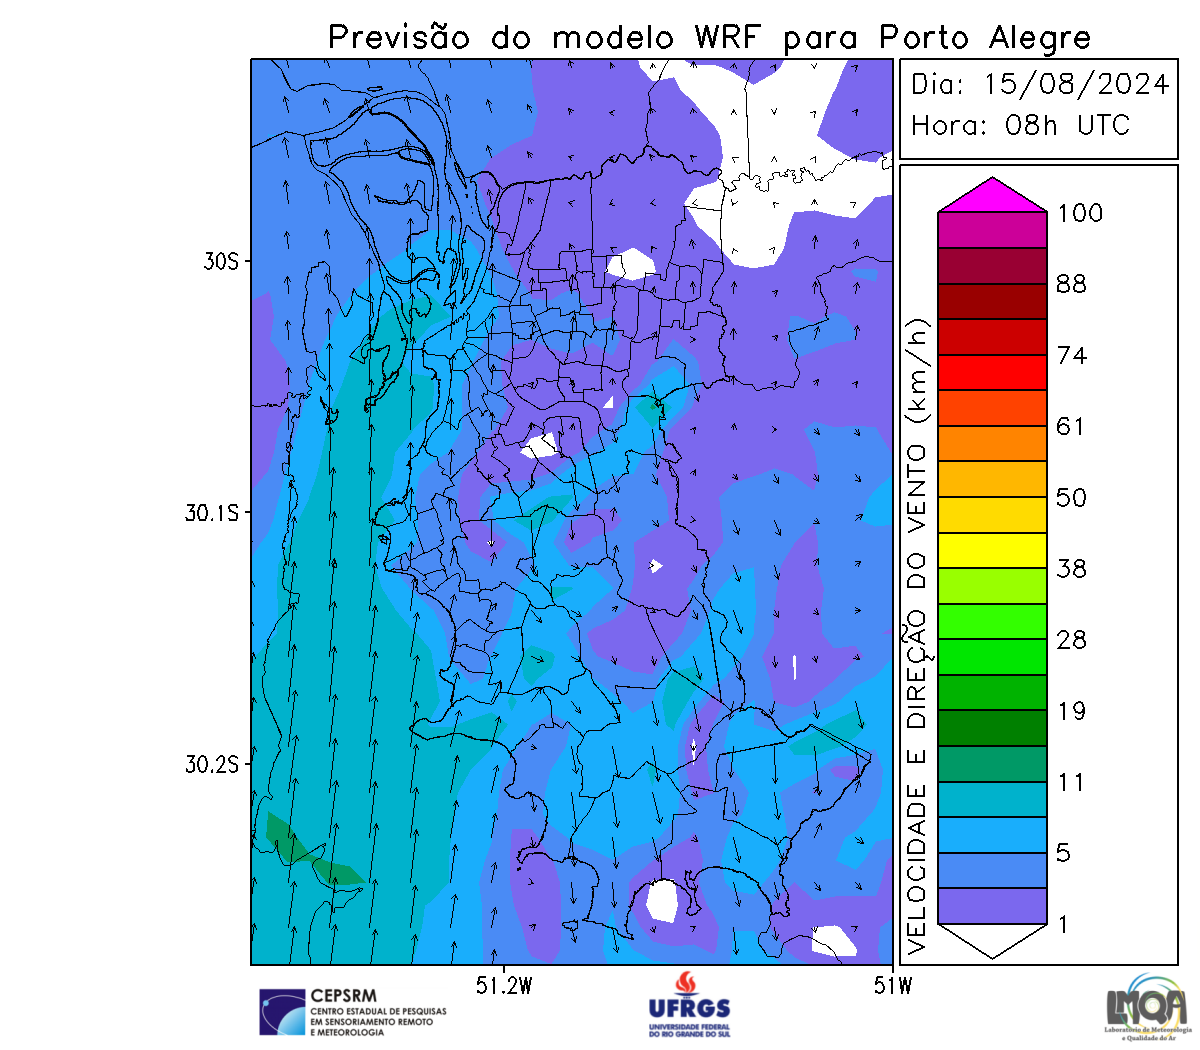 Previsão do modelo WRF para Porto Alegre
Dia: 15/08/2024
Hora: 08h UTC
30S
30.1S
30.2S
51.2W
51W
VELOCIDADE E DIREÇÃO DO VENTO (km/h)
100
88
74
61
50
38
28
19
11
5
1
CEPSRM
CENTRO ESTADUAL DE PESQUISAS
EM SENSORIAMENTO REMOTO
E METEOROLOGIA
UFRGS
UNIVERSIDADE FEDERAL
DO RIO GRANDE DO SUL
LMQA
Laboratório de Meteorologia
e Qualidade do Ar